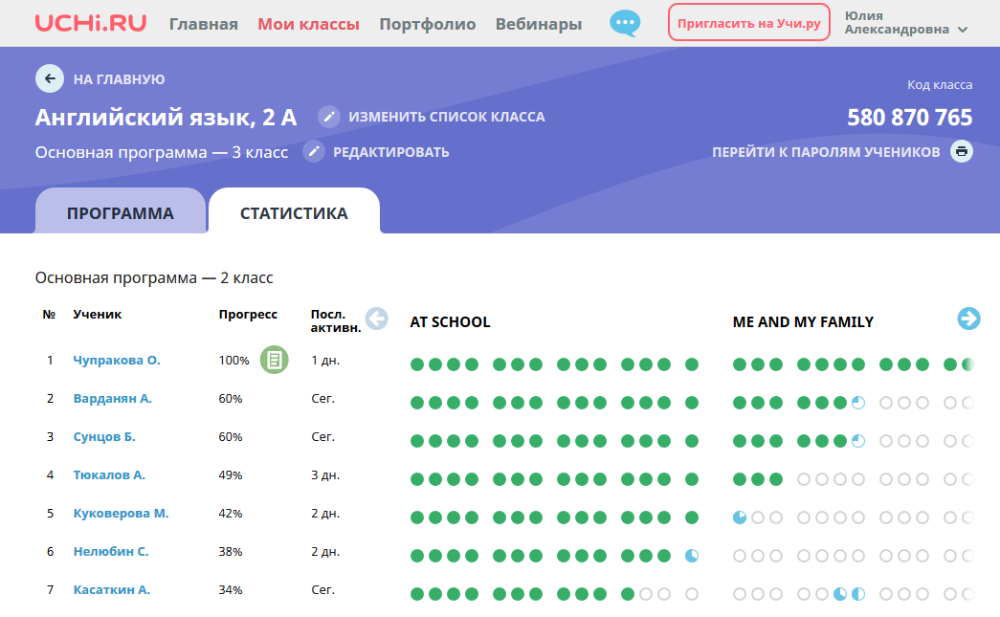 UCHi.RU Главная Мои классы Портфолио Вебинары Пригласить на Учи.ру Юлия Александровна
НА ГЛАВНУЮ
Код класса
Английский язык, 2 А ИЗМЕНИТЬ СПИСОК КЛАССА 580 870 765
Основная программа — 3 класс РЕДАКТИРОВАТЬ ПЕРЕЙТИ К ПАРОЛЯМ УЧЕНИКОВ
ПРОГРАММА СТАТИСТИКА
Основная программа — 2 класс
№ Ученик Прогресс Посл. активн. AT SCHOOL ME AND MY FAMILY
1 Чупракова О. 100% 1 дн.
2 Варданян А. 60% Сег.
3 Сунцов Б. 60% Сег.
4 Тюкалов А. 49% 3 дн.
5 Куковерова М. 42% 2 дн.
6 Нелюбин С. 38% 2 дн.
7 Касаткин А. 34% Сег.